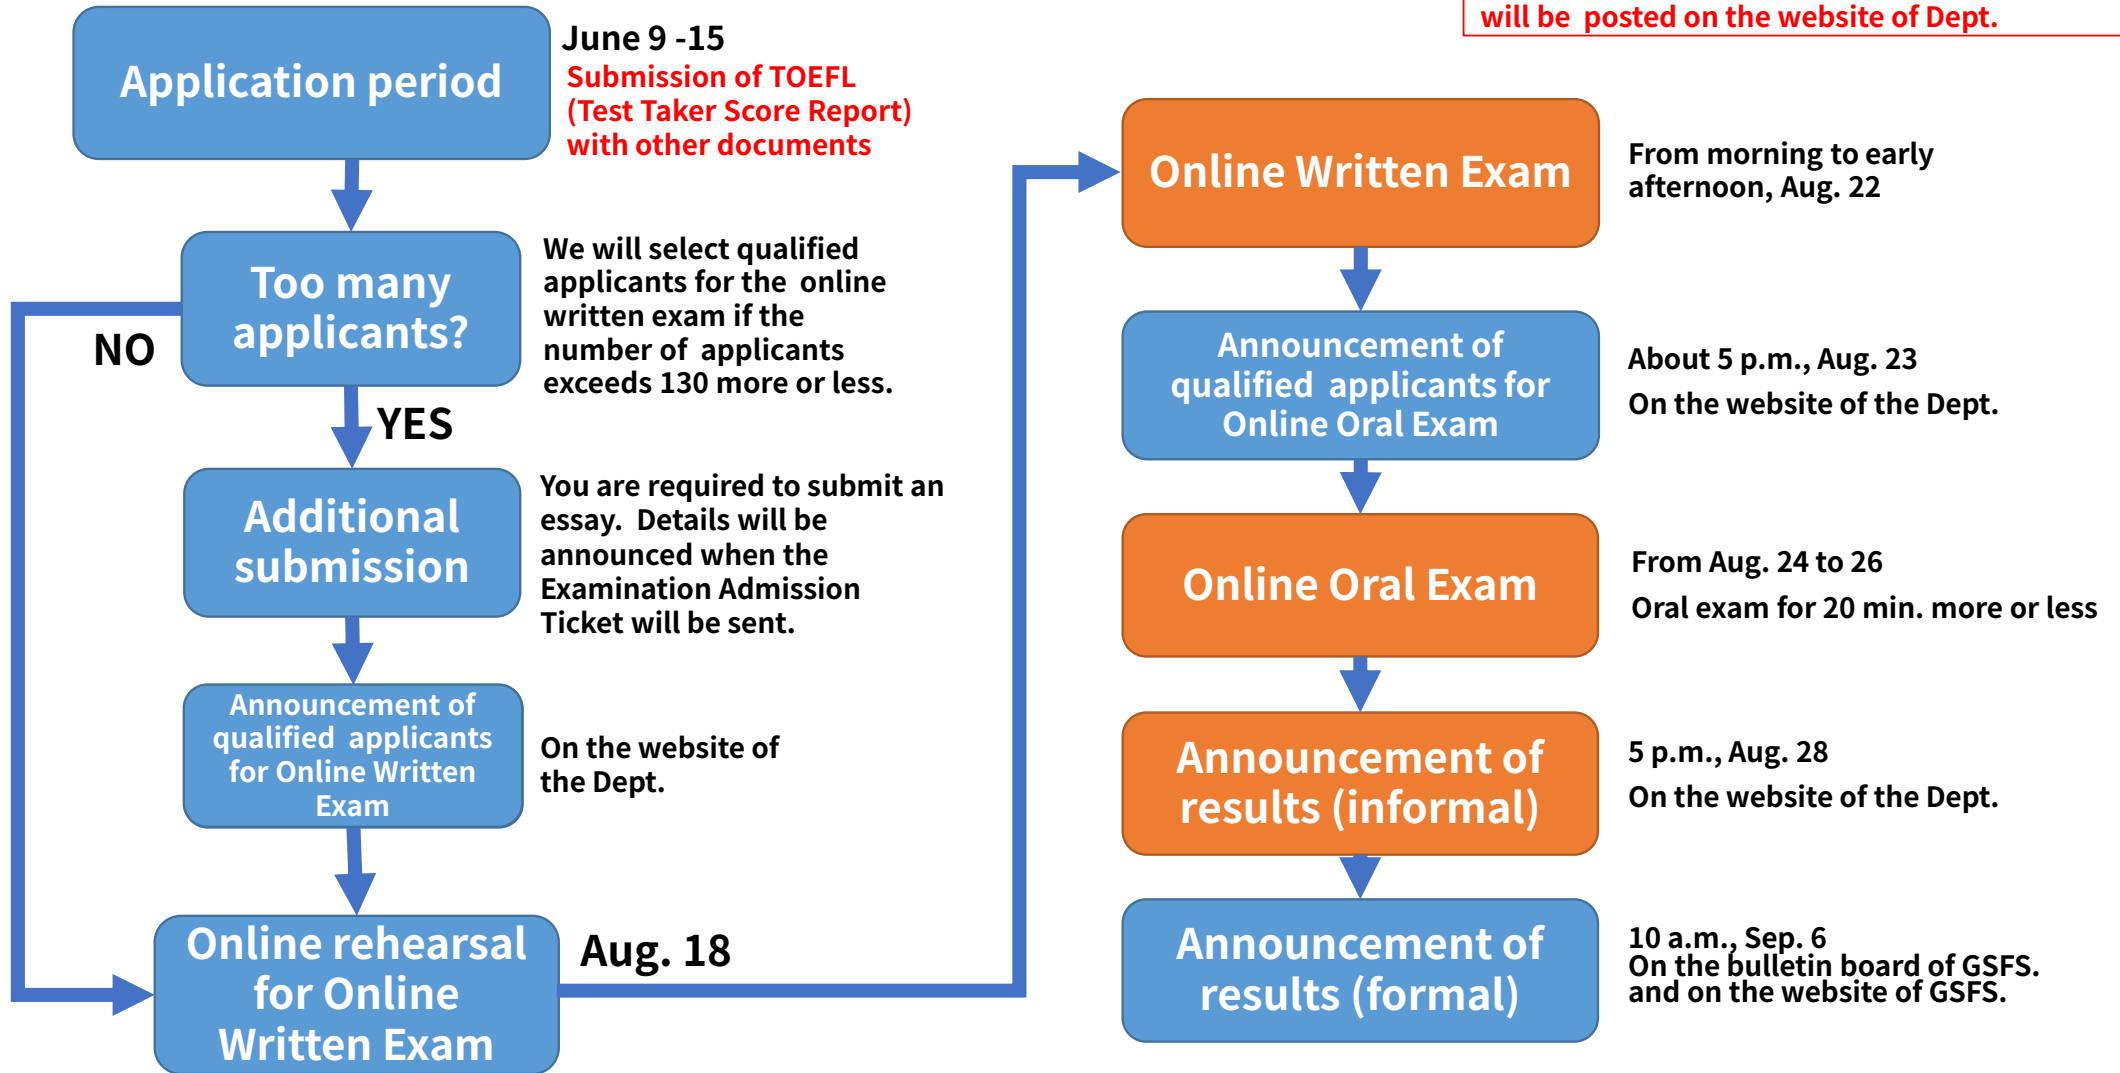 Application period
June 9 -15
Submission of TOEFL
(Test Taker Score Report)
with other documents
Too many
applicants?
We will select qualified
applicants for the online
written exam if the
number of applicants
exceeds 130 more or less.
NO
YES
Additional
submission
You are required to submit an
essay. Details will be
announced when the
Examination Admission
Ticket will be sent.
Announcement of
qualified applicants
for Online Written
Exam
On the website of
the Dept.
Online rehearsal
for Online
Written Exam
Aug. 18
will be posted on the website of Dept.
Online Written Exam
From morning to early
afternoon, Aug. 22
Announcement of
qualified applicants for
Online Oral Exam
About 5 p.m., Aug. 23
On the website of the Dept.
Online Oral Exam
From Aug. 24 to 26
Oral exam for 20 min. more or less
Announcement of
results (informal)
5 p.m., Aug. 28
On the website of the Dept.
Announcement of
results (formal)
10 a.m., Sep. 6
On the bulletin board of GSFS.
and on the website of GSFS.